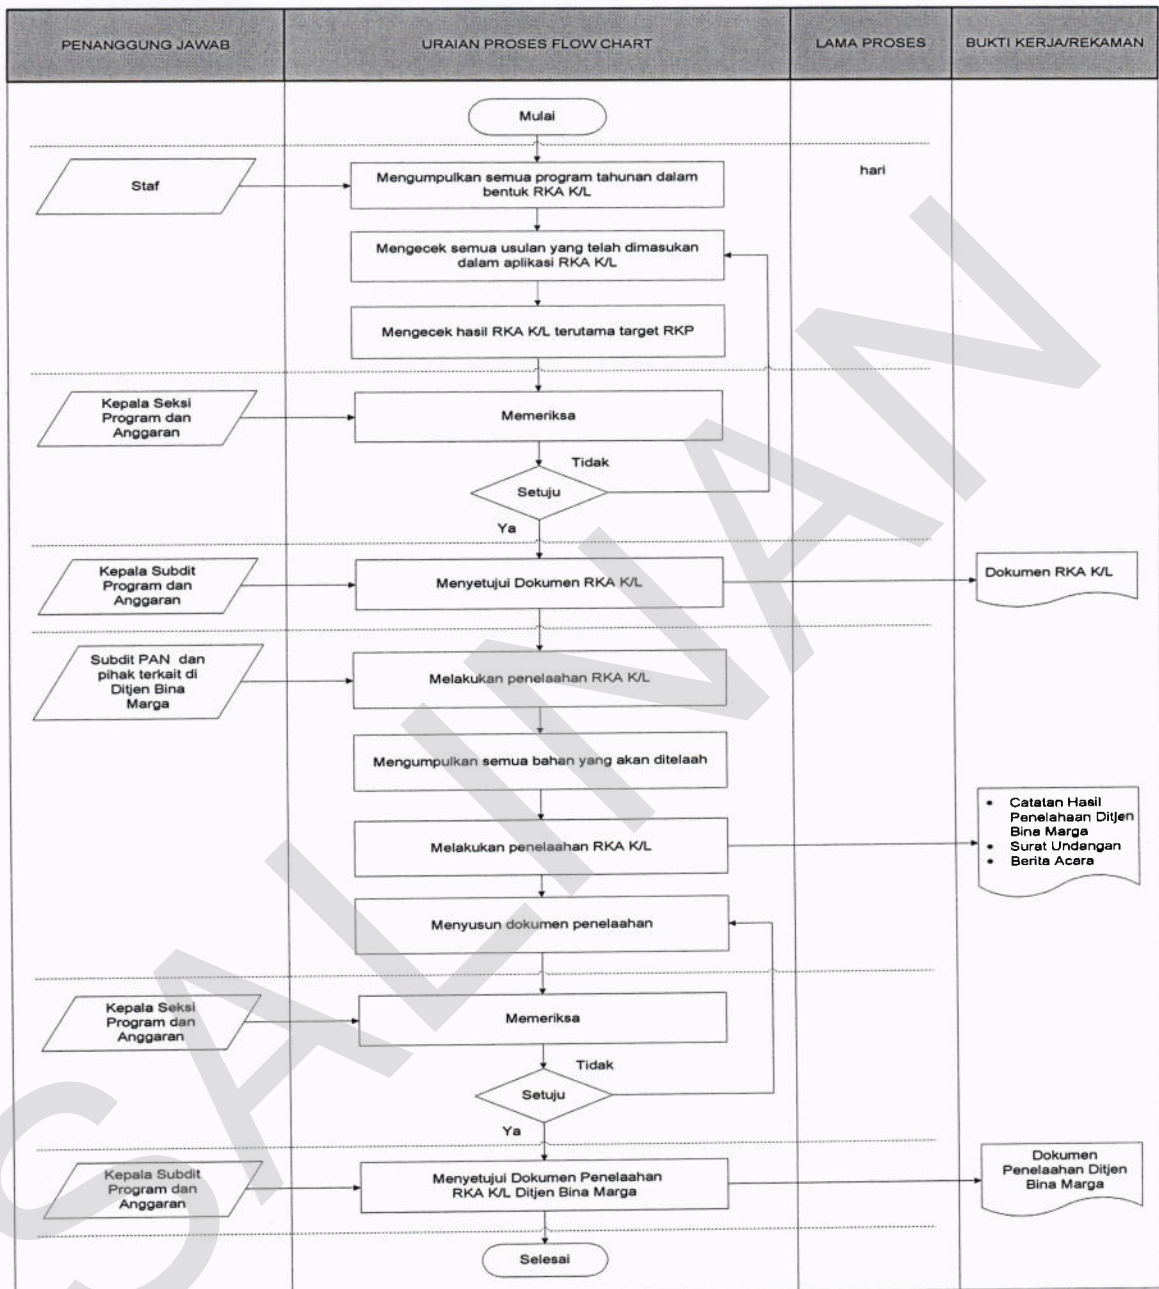 PENANGGUNG JAWAB
URAIAN PROSES FLOW CHART
LAMA PROSES
BUKTI KERJA/REKAMAN
Mulai
Staf
Mengumpulkan semua program tahunan dalam
bentuk RKA K/L
hari
Mengecek semua usulan yang telah dimasukan
dalam aplikasi RKA K/L
Mengecek hasil RKA K/L terutama target RKP
Kepala Seksi
Program dan
Anggaran
Memeriksa
Tidak
Setuju
Ya
Kepala Subdit
Program dan
Anggaran
Menyetujui Dokumen RKA K/L
Dokumen RKA K/L
Subdit PAN dan
pihak terkait di
Ditjen Bina
Marga
Melakukan penelaahan RKA K/L
Mengumpulkan semua bahan yang akan ditelaah
Melakukan penelaahan RKA K/L
• Catatan Hasil
Penelahaan Ditjen
Bina Marga
• Surat Undangan
• Berita Acara
Menyusun dokumen penelaahan
Kepala Seksi
Program dan
Anggaran
Memeriksa
Tidak
Setuju
Ya
Kepala Subdit
Program dan
Anggaran
Menyetujui Dokumen Penelaahan
RKA K/L Ditjen Bina Marga
Dokumen
Penelaahan Ditjen
Bina Marga
Selesai
SALINAN